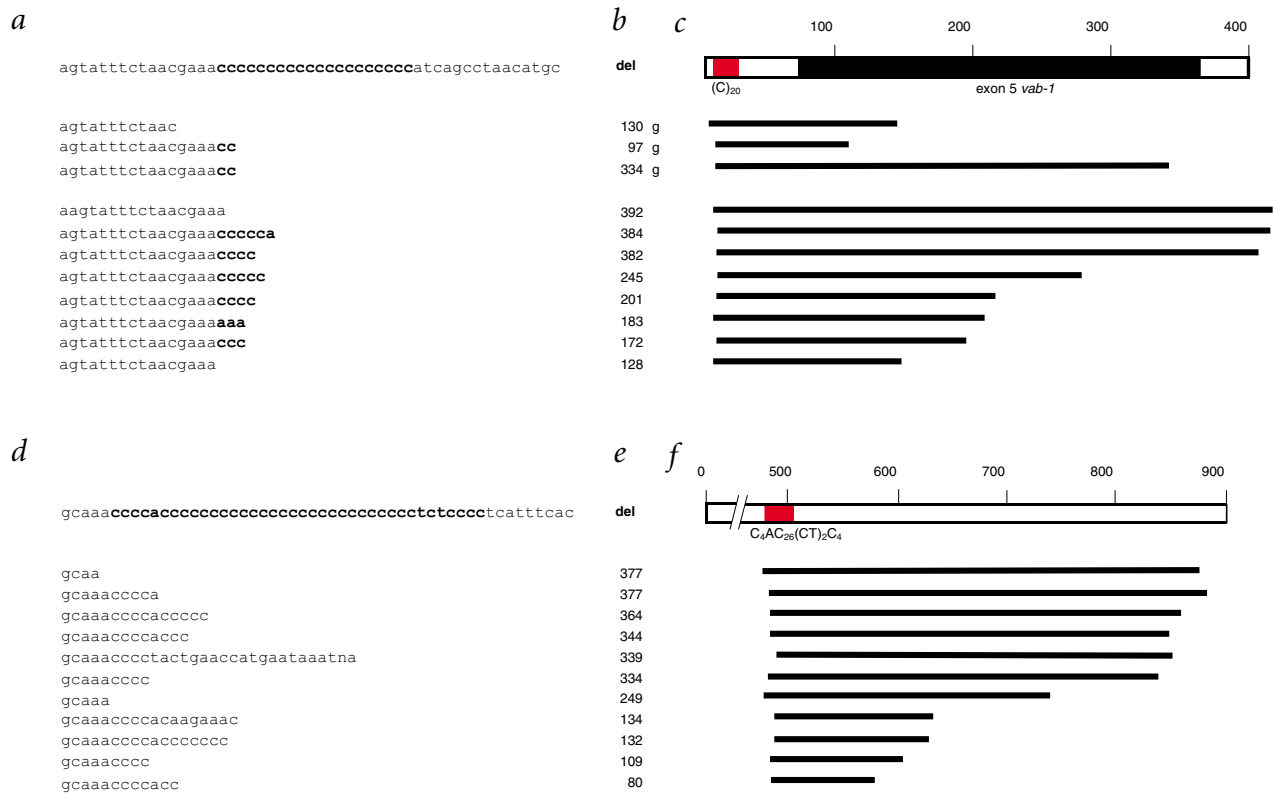 a
b
c
100
200
300
400
agtatttctaacgaaaccccccccccccccccccccatcagcctaacatgc
del
(C)20
exon 5 vab-1
agtatttctaac
130 g
agtatttctaacgaaacc
97 g
agtatttctaacgaaacc
334 g
aagtatttctaacgaaa
392
agtatttctaacgaaaccccca
384
agtatttctaacgaaacccc
382
agtatttctaacgaaaccccc
245
agtatttctaacgaaacccc
201
agtatttctaacgaaaaaa
183
agtatttctaacgaaaccc
172
agtatttctaacgaaa
128
d
e
f
0
500
600
700
800
900
gcaaaccccacccccccccccccccccccccccccctctcccctcatttcac
del
C4AC26(CT)2C4
gcaa
377
gcaaacccca
377
gcaaaccccaccccc
364
gcaaaccccaccc
344
gcaaacccctactgaaccatgaataaatna
339
gcaaacccc
334
gcaaa
249
gcaaaccccacaagaaac
134
gcaaaccccaccccccc
132
gcaaacccc
109
gcaaaccccacc
80